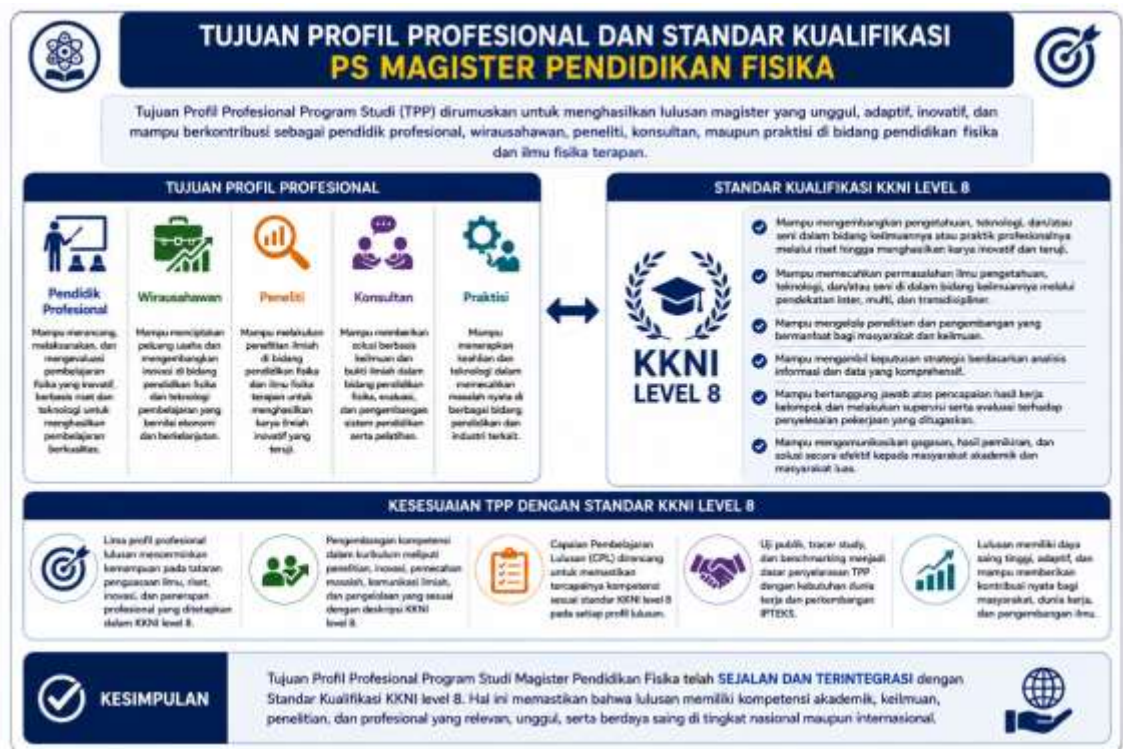 TUJUAN PROFIL PROFESIONAL DAN STANDAR KUALIFIKASI
PS MAGISTER PENDIDIKAN FISIKA
Tujuan Profil Profesional Program Studi (TPP) dirumuskan untuk menghasilkan lulusan magister yang unggul, adaptif, inovatif, dan
mampu berkontribusi sebagai pendidik profesional, wirausahawan, peneliti, konsultan, maupun praktisi di bidang pendidikan fisika
dan ilmu fisika terapan.
TUJUAN PROFIL PROFESIONAL
Pendidik
Profesional
Mampu merancang,
melaksanakan, dan
mengevaluasi
pembelajaran
fisika yang inovatif,
berbasis riset dan
teknologi untuk
menghasilkan
pembelajaran
berkualitas.
Wirausahawan
Mampu menciptakan
peluang usaha dan
mengembangkan
inovasi di bidang
pendidikan fisika
dan teknologi
pembelajaran yang
bernilai ekonomi
dan berkelanjutan.
Peneliti
Mampu melakukan
penelitian ilmiah
di bidang
pendidikan fisika
dan ilmu fisika
terapan untuk
menghasilkan
karya ilmiah
inovatif yang
teruji.
Konsultan
Mampu memberikan
solusi berbasis
keilmuan dan
bukti ilmiah dalam
bidang pendidikan
fisika, evaluasi,
dan pengembangan
sistem pendidikan
serta pelatihan.
Praktisi
Mampu
menerapkan
keahlian dan
teknologi dalam
memecahkan
masalah nyata di
berbagai bidang
pendidikan dan
industri terkait.
STANDAR KUALIFIKASI KKNI LEVEL 8
KKNI
LEVEL 8
Mampu mengembangkan pengetahuan, teknologi, dan/atau
seni dalam bidang keilmuannya atau praktik profesionalnya
melalui riset hingga menghasilkan karya inovatif dan teruji.
Mampu memecahkan permasalahan ilmu pengetahuan,
teknologi, dan/atau seni di dalam bidang keilmuannya melalui
pendekatan inter, multi, dan transdisipliner.
Mampu mengelola penelitian dan pengembangan yang
bermanfaat bagi masyarakat dan keilmuan.
Mampu mengambil keputusan strategis berdasarkan analisis
informasi dan data yang komprehensif.
Mampu bertanggung jawab atas pencapaian hasil kerja
kelompok dan melakukan supervisi serta evaluasi terhadap
penyelesaian pekerjaan yang ditugaskan.
Mampu mengomunikasikan gagasan, hasil pemikiran, dan
solusi secara efektif kepada masyarakat akademik dan
masyarakat luas.
KESESUAIAN TPP DENGAN STANDAR KKNI LEVEL 8
Lima profil profesional
lulusan mencerminkan
kemampuan pada tataran
penguasaan ilmu, riset,
inovasi, dan penerapan
profesional yang ditetapkan
dalam KKNI level 8.
Pengembangan kompetensi
dalam kurikulum meliputi
penelitian, inovasi, pemecahan
masalah, komunikasi ilmiah,
dan pengelolaan yang sesuai
dengan deskripsi KKNI
level 8.
Capaian Pembelajaran
Lulusan (CPL) dirancang
untuk memastikan
tercapainya kompetensi
sesuai standar KKNI level 8
pada setiap profil lulusan.
Uji publik, tracer study,
dan benchmarking menjadi
dasar penyelarasan TPP
dengan kebutuhan dunia
kerja dan perkembangan
IPTEKS.
Lulusan memiliki daya
saing tinggi, adaptif, dan
mampu memberikan
kontribusi nyata bagi
masyarakat, dunia kerja,
dan pengembangan ilmu.
KESIMPULAN
Tujuan Profil Profesional Program Studi Magister Pendidikan Fisika telah SEJALAN DAN TERINTEGRASI dengan
Standar Kualifikasi KKNI level 8. Hal ini memastikan bahwa lulusan memiliki kompetensi akademik, keilmuan,
penelitian, dan profesional yang relevan, unggul, serta berdaya saing di tingkat nasional maupun internasional.